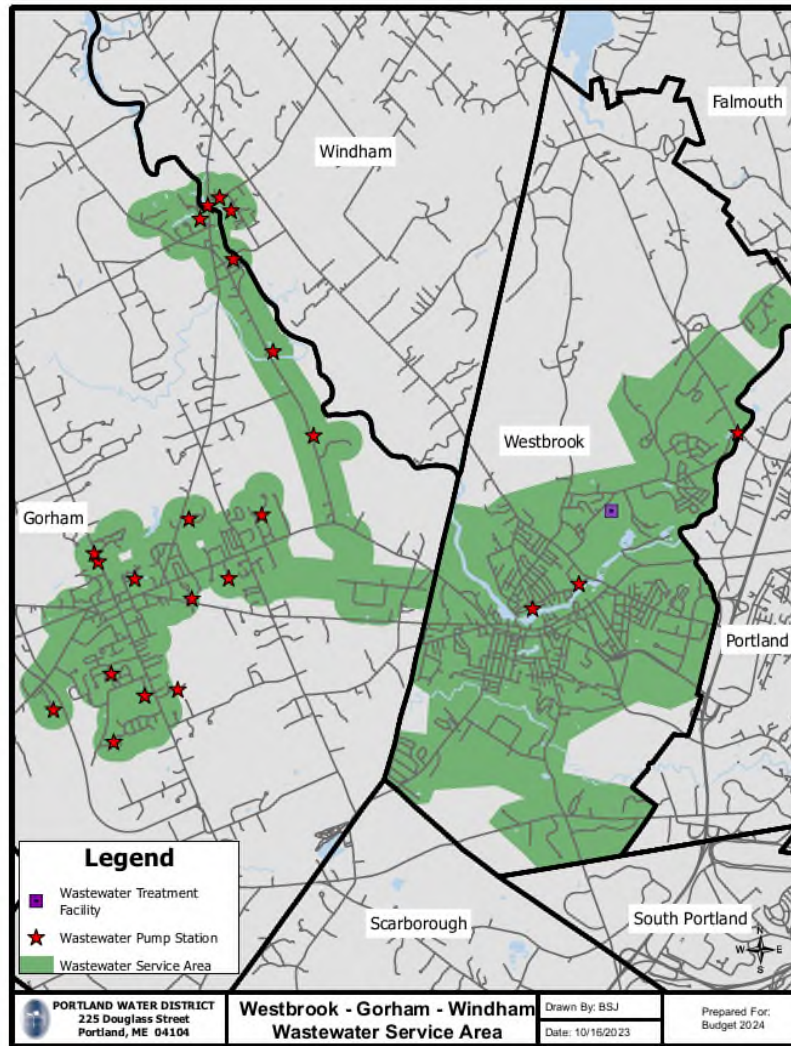 Falmouth
Windham
Westbrook
Gorham
Portland
Legend
Wastewater Treatment
Facility
Wastewater Pump Station
Wastewater Service Area
Scarborough
South Portland
N
W E
S
PORTLAND WATER DISTRICT
225 Douglass Street
Portland, ME 04104
Westbrook - Gorham - Windham
Wastewater Service Area
Drawn By: BSJ
Date: 10/16/2023
Prepared For:
Budget 2024